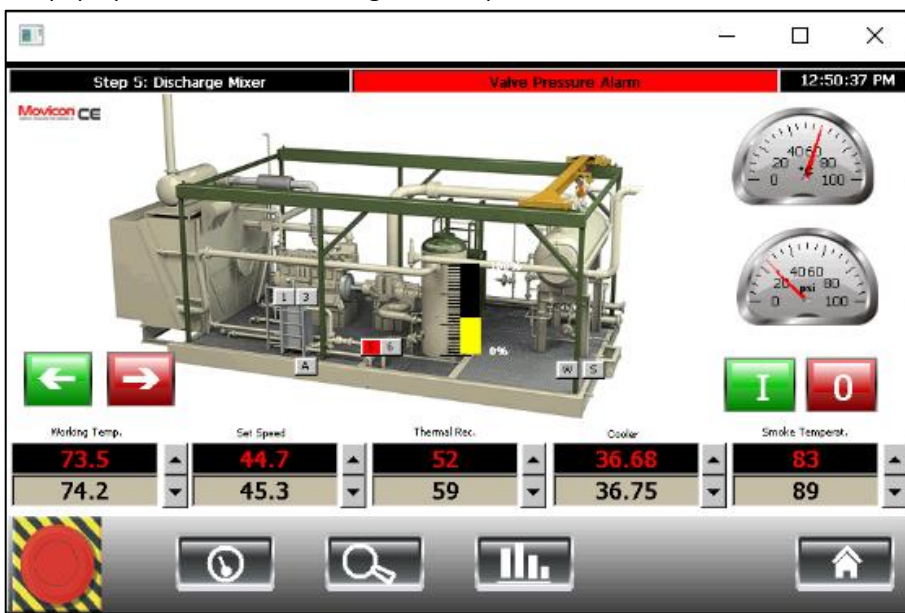 Step 5: Discharge Mixer
Valve Pressure Alarm
12:50:37 PM
Movicon CE
0 20 40 60 80 100
0 20 40 60 80 100
psi
1 3
6
0%
A
W S
I 0
Working Temp. Set Speed Thermal Rec. Cooler Smoke Temperat.
73.5 44.7 52 36.68 83
74.2 45.3 59 36.75 89